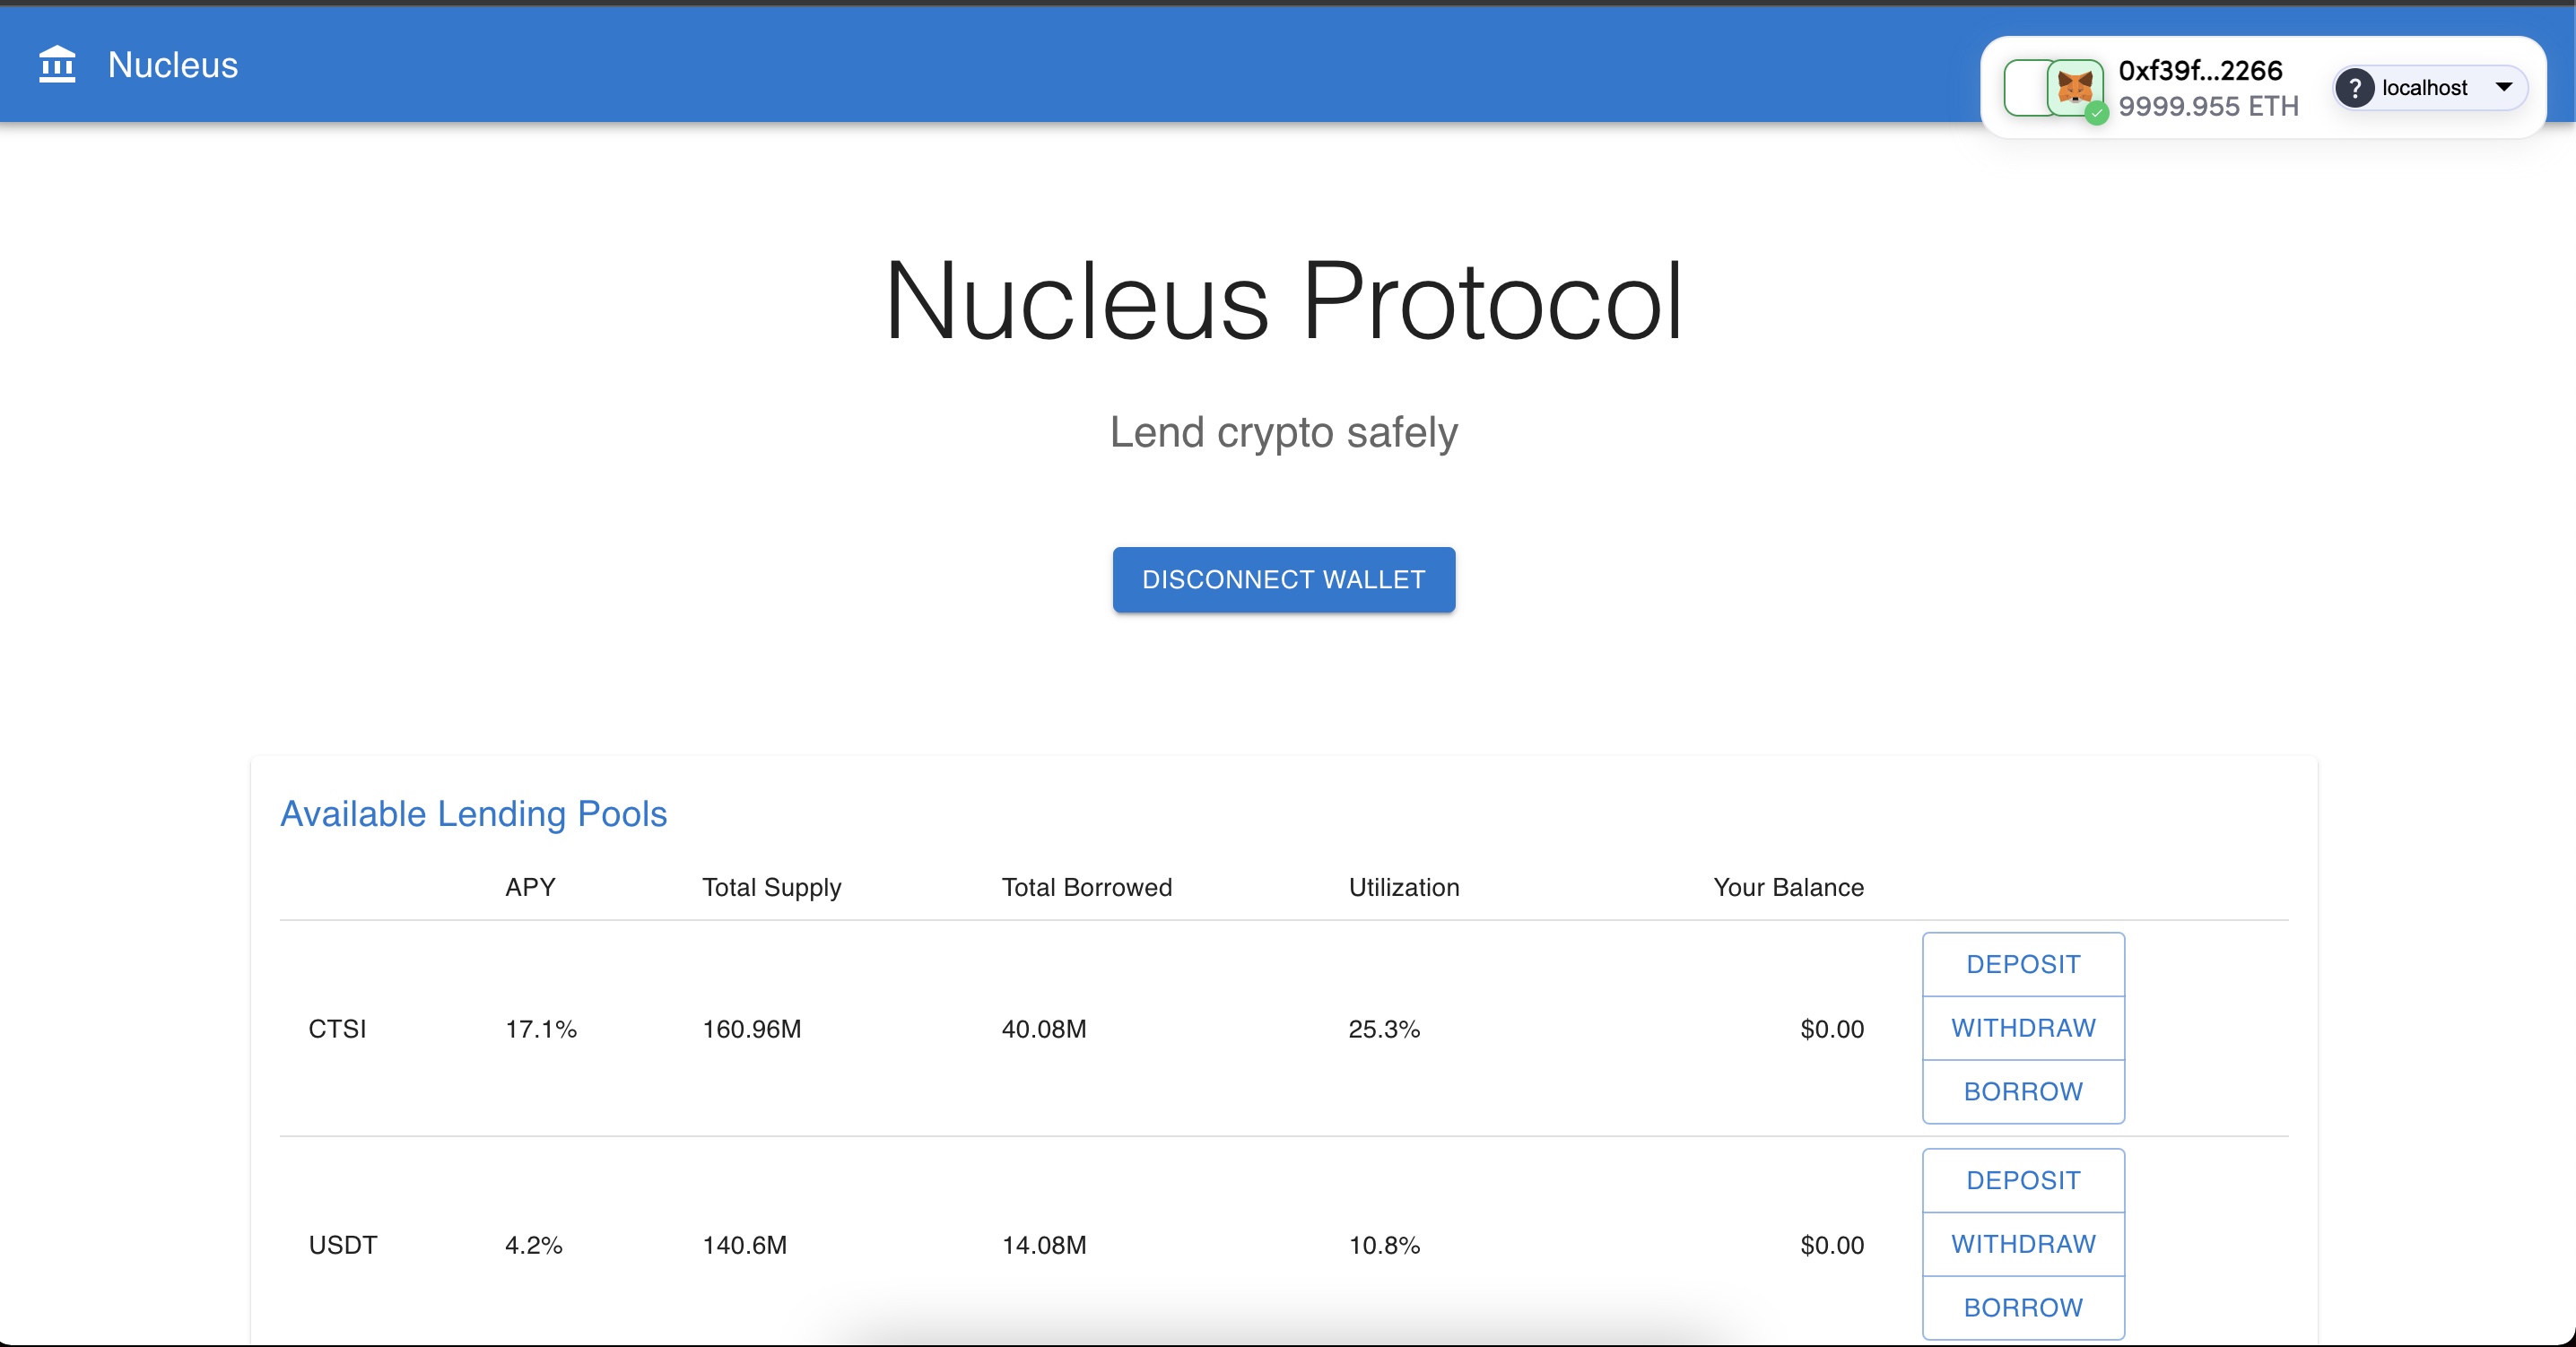 Nucleus
0xf39f...2266
9999.955 ETH
? localhost
Nucleus Protocol
Lend crypto safely
DISCONNECT WALLET
Available Lending Pools
APY Total Supply Total Borrowed Utilization Your Balance
CTSI 17.1% 160.96M 40.08M 25.3% $0.00
DEPOSIT
WITHDRAW
BORROW
USDT 4.2% 140.6M 14.08M 10.8% $0.00
DEPOSIT
WITHDRAW
BORROW